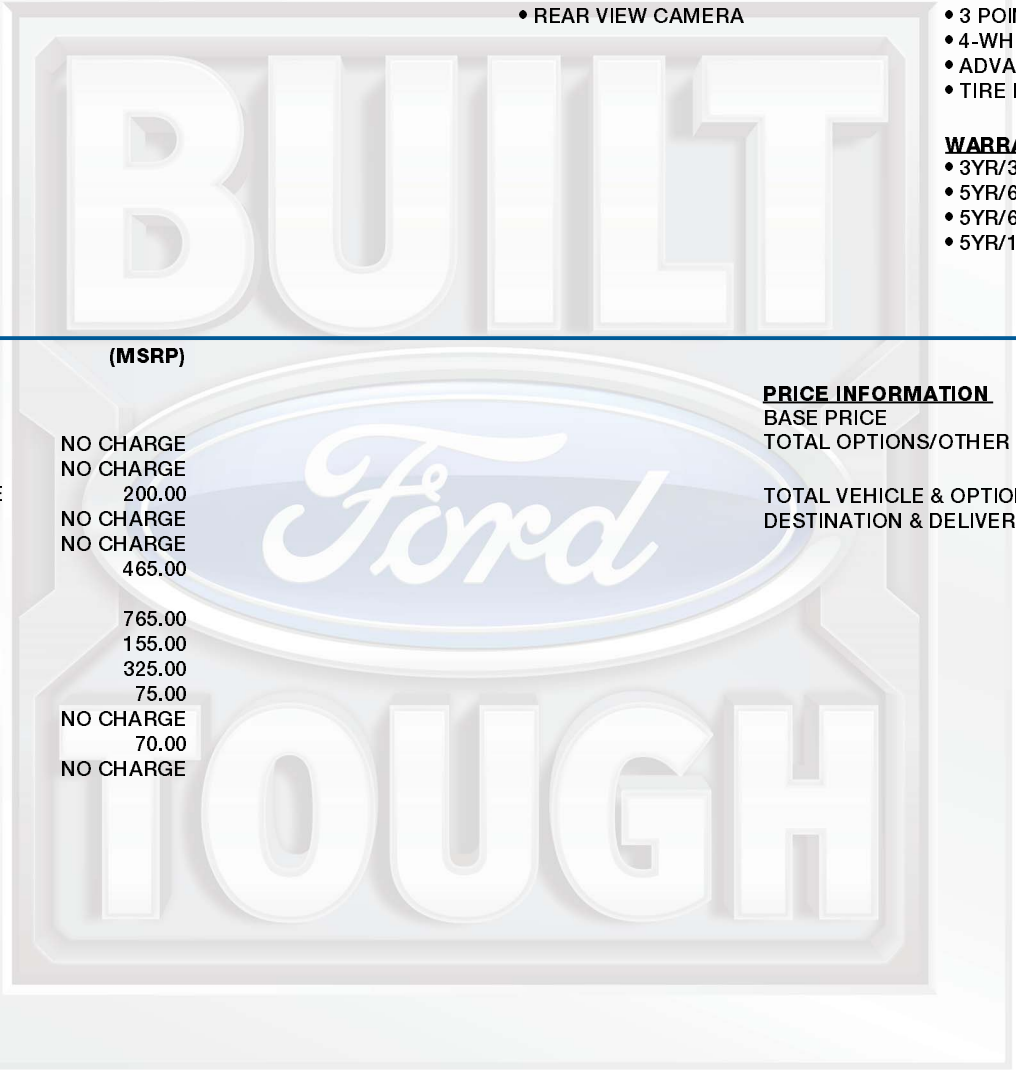 • REAR VIEW CAMERA
• 3 POI
• 4-WH
• ADVA
• TIRE
WARRA
• 3YR/3
• 5YR/6
• 5YR/6
• 5YR/1
BUILT
Ford
TOUGH
(MSRP)
NO CHARGE
NO CHARGE
200.00
NO CHARGE
NO CHARGE
465.00
765.00
155.00
325.00
75.00
NO CHARGE
70.00
NO CHARGE
PRICE INFORMATION
BASE PRICE
TOTAL OPTIONS/OTHER
TOTAL VEHICLE & OPTIO
DESTINATION & DELIVER